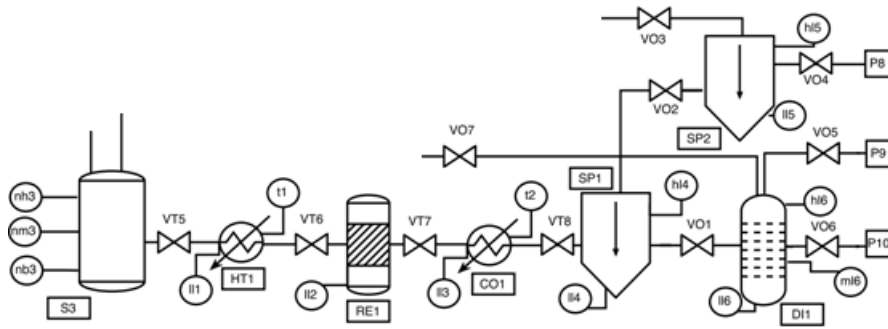 VO3
hl5
VO4
P8
VO2
ll5
SP2
VO7
VO5
P9
SP1
nh3
t1
t2
hl4
hl6
VT5
VT6
VT7
VT8
VO1
VO6
nm3
P10
nb3
ll1
HT1
ll2
ll3
CO1
ll4
ll6
ml6
S3
RE1
DI1